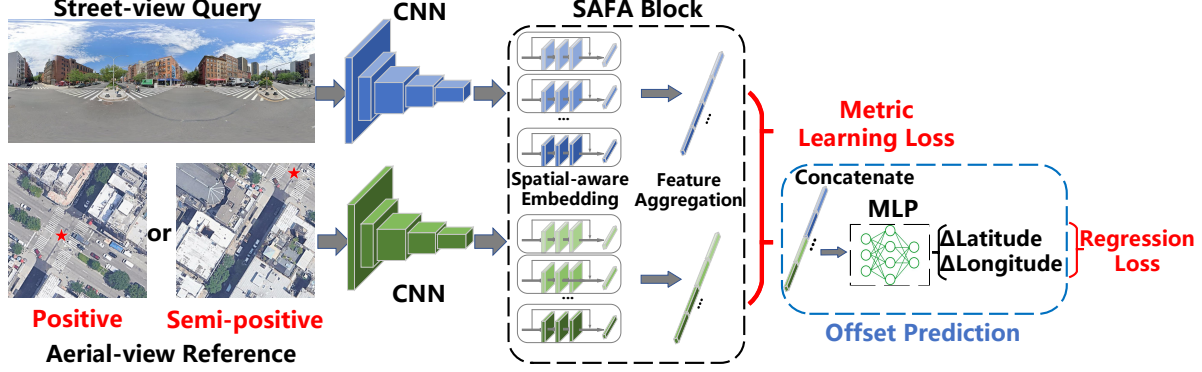 Street-view Query
CNN
SAFA Block
...
...
Metric
Learning Loss
Spatial-aware
Embedding
Feature
Aggregation
Concatenate
...
MLP
ΔLatitude
ΔLongitude
Regression
Loss
Offset Prediction
or
CNN
...
...
Positive
Semi-positive
Aerial-view Reference